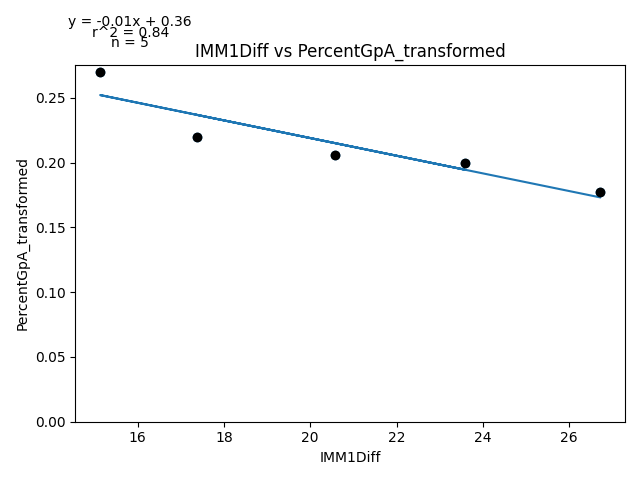 y = -0.01x + 0.36
r^2 = 0.84
n = 5
IMM1Diff vs PercentGpA_transformed
PercentGpA_transformed
0.25
0.20
0.15
0.10
0.05
0.00
16 18 20 22 24 26
IMM1Diff